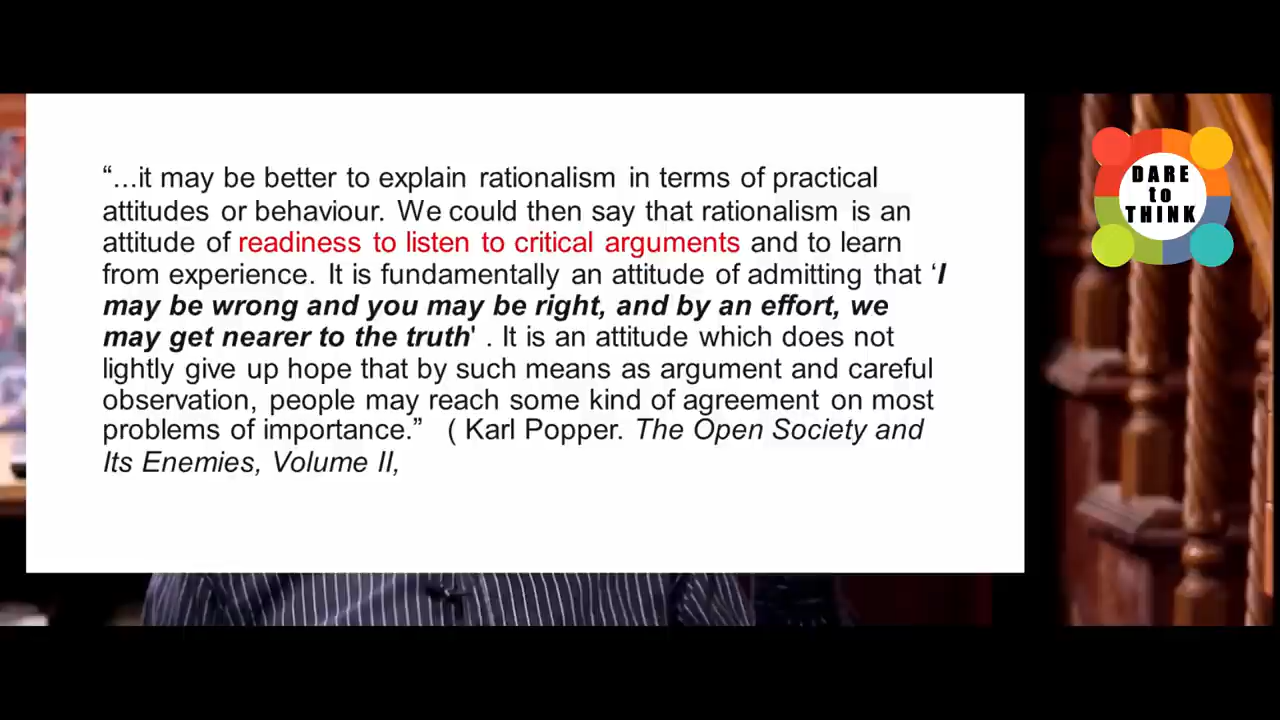 “...it may be better to explain rationalism in terms of practical
attitudes or behaviour. We could then say that rationalism is an
attitude of readiness to listen to critical arguments and to learn
from experience. It is fundamentally an attitude of admitting that ‘I
may be wrong and you may be right, and by an effort, we
may get nearer to the truth' . It is an attitude which does not
lightly give up hope that by such means as argument and careful
observation, people may reach some kind of agreement on most
problems of importance.” ( Karl Popper. The Open Society and
Its Enemies, Volume II,
DARE
to
THINK